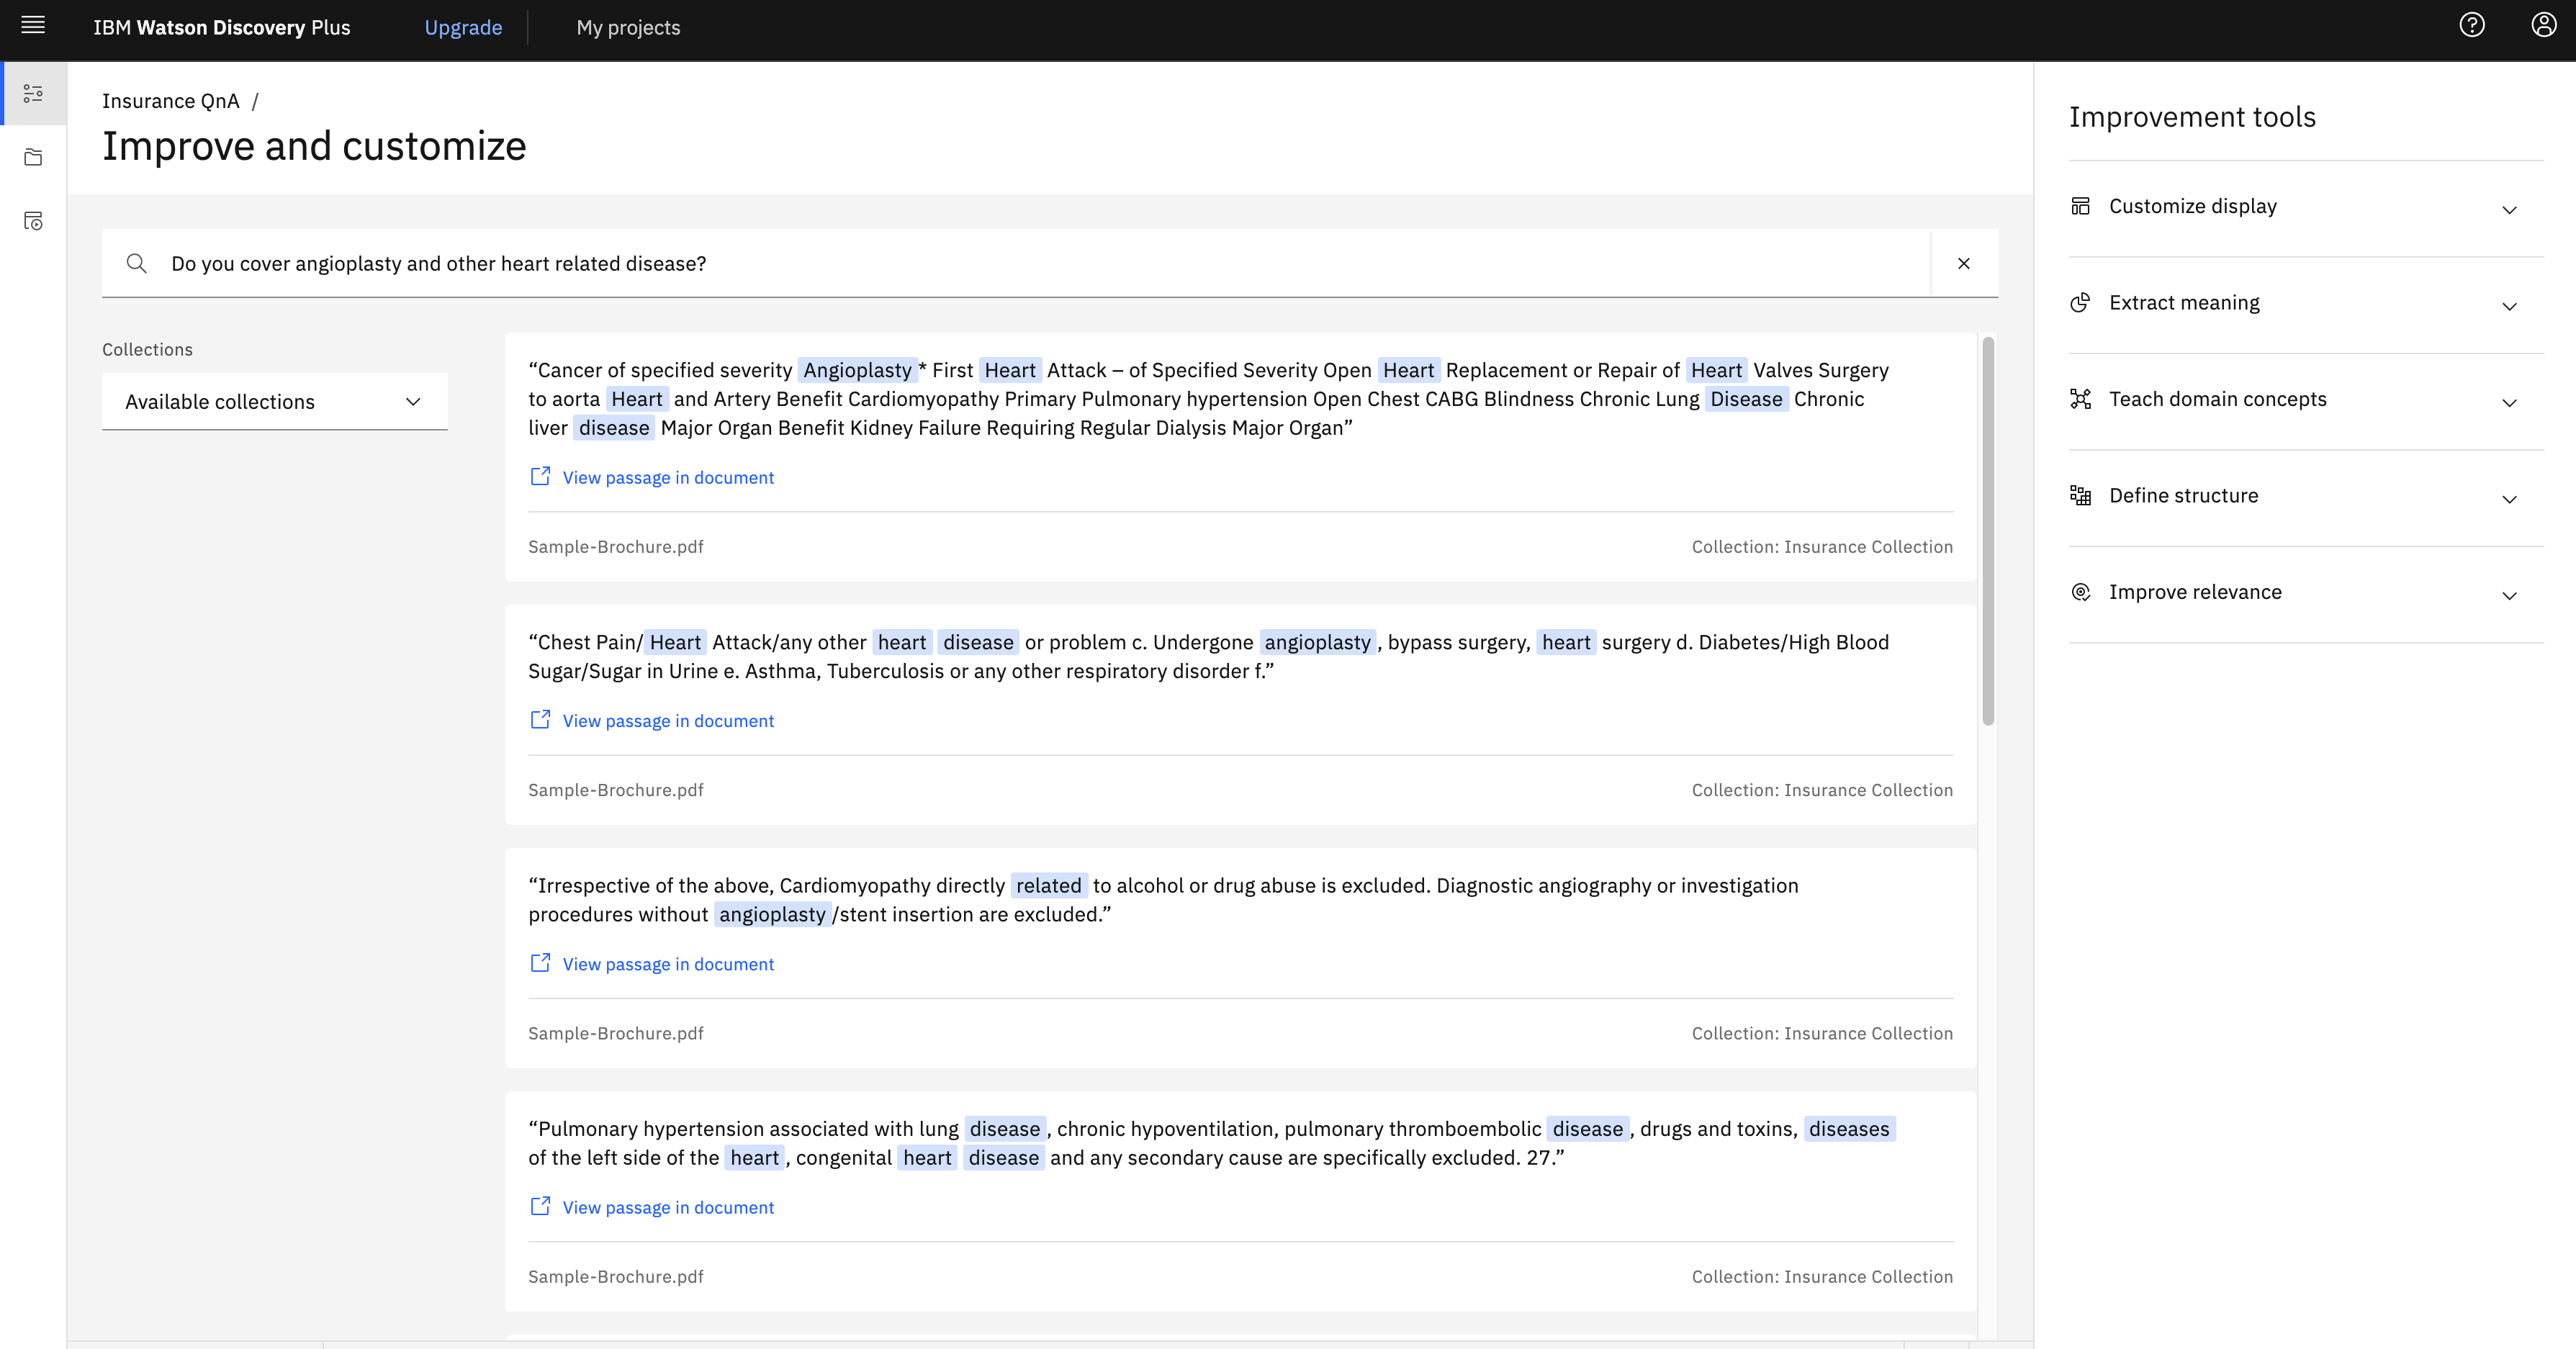 IBM Watson Discovery Plus
Upgrade
My projects
Insurance QnA /
Improve and customize
Do you cover angioplasty and other heart related disease?
Collections
Available collections
“Cancer of specified severity Angioplasty * First Heart Attack – of Specified Severity Open Heart Replacement or Repair of Heart Valves Surgery
to aorta Heart and Artery Benefit Cardiomyopathy Primary Pulmonary hypertension Open Chest CABG Blindness Chronic Lung Disease Chronic
liver disease Major Organ Benefit Kidney Failure Requiring Regular Dialysis Major Organ”
View passage in document
Sample-Brochure.pdf
Collection: Insurance Collection
“Chest Pain/ Heart Attack/any other heart disease or problem c. Undergone angioplasty , bypass surgery, heart surgery d. Diabetes/High Blood
Sugar/Sugar in Urine e. Asthma, Tuberculosis or any other respiratory disorder f.”
View passage in document
Sample-Brochure.pdf
Collection: Insurance Collection
“Irrespective of the above, Cardiomyopathy directly related to alcohol or drug abuse is excluded. Diagnostic angiography or investigation
procedures without angioplasty /stent insertion are excluded.”
View passage in document
Sample-Brochure.pdf
Collection: Insurance Collection
“Pulmonary hypertension associated with lung disease , chronic hypoventilation, pulmonary thromboembolic disease , drugs and toxins, diseases
of the left side of the heart , congenital heart disease and any secondary cause are specifically excluded. 27.”
View passage in document
Sample-Brochure.pdf
Collection: Insurance Collection
Improvement tools
Customize display
Extract meaning
Teach domain concepts
Define structure
Improve relevance